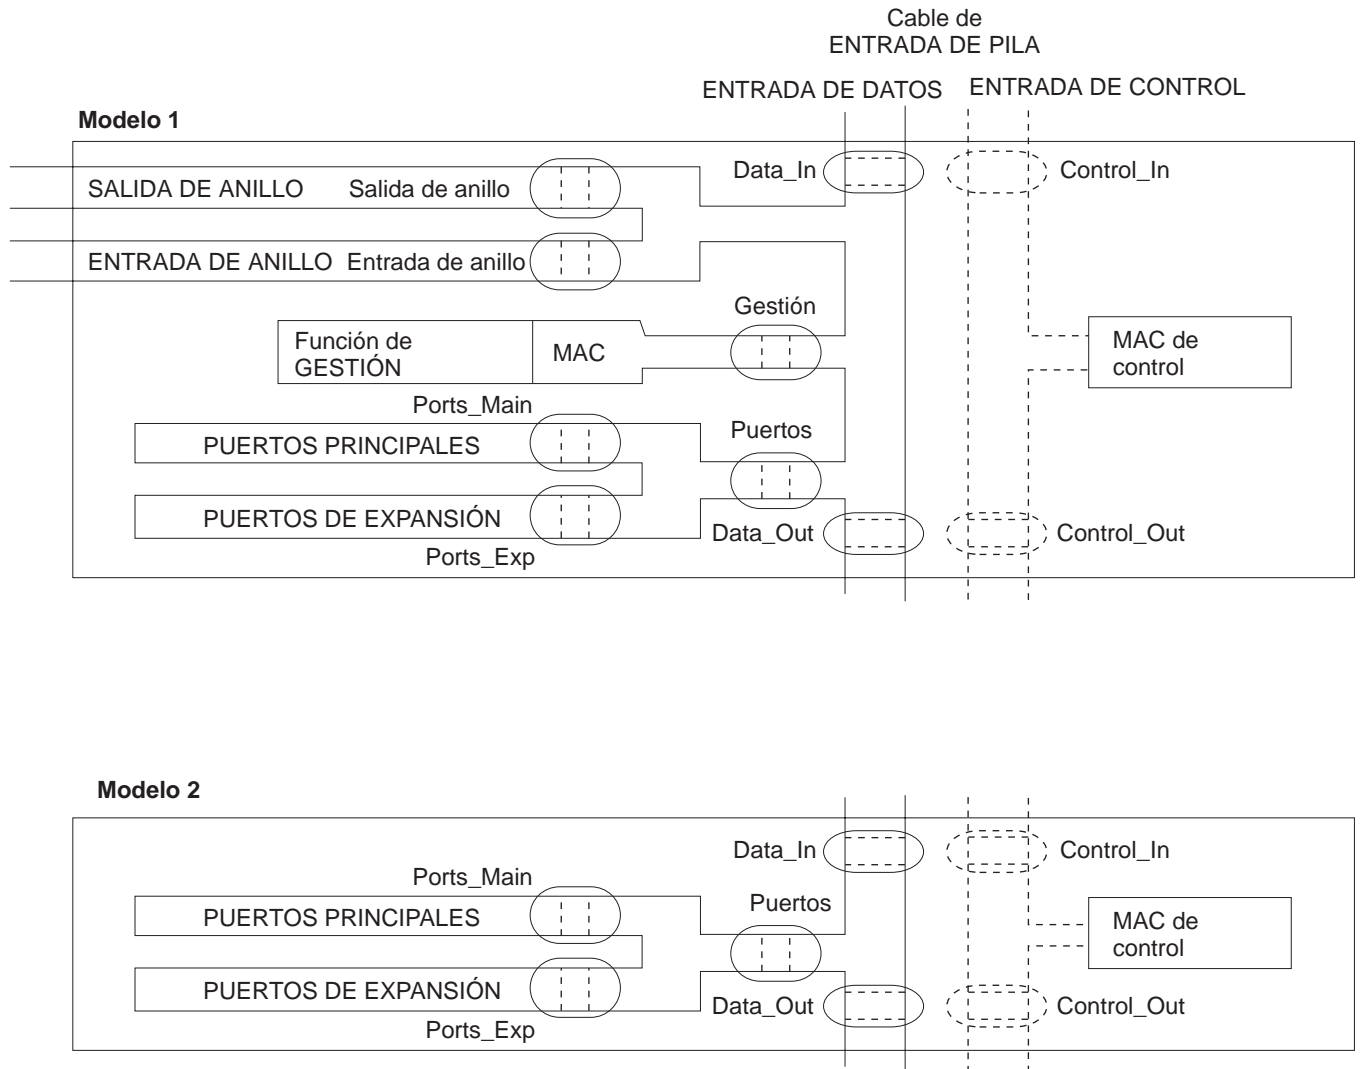 Cable de
ENTRADA DE PILA
ENTRADA DE DATOS
ENTRADA DE CONTROL
Modelo 1
Data_In
Control_In
SALIDA DE ANILLO
Salida de anillo
ENTRADA DE ANILLO
Entrada de anillo
Gestión
Función de
GESTIÓN
MAC
MAC de
control
Ports_Main
Puertos
PUERTOS PRINCIPALES
PUERTOS DE EXPANSIÓN
Data_Out
Control_Out
Ports_Exp
Modelo 2
Data_In
Control_In
Ports_Main
Puertos
PUERTOS PRINCIPALES
MAC de
control
PUERTOS DE EXPANSIÓN
Data_Out
Control_Out
Ports_Exp